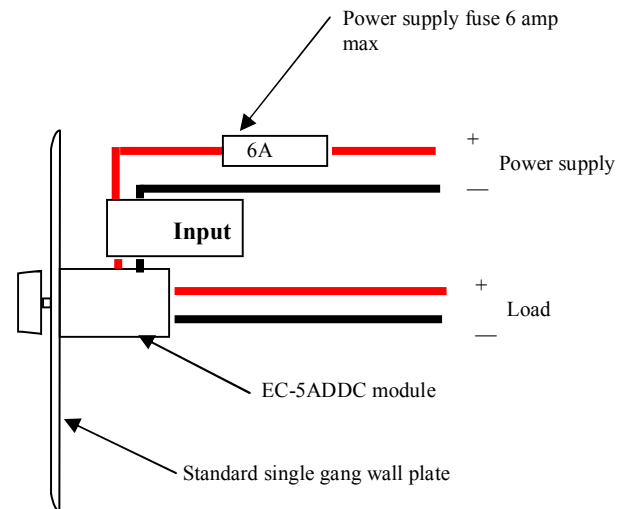 Power supply fuse 6 amp
max
6A
+
Power supply
—
Input
+
Load
—
EC-5ADDC module
Standard single gang wall plate